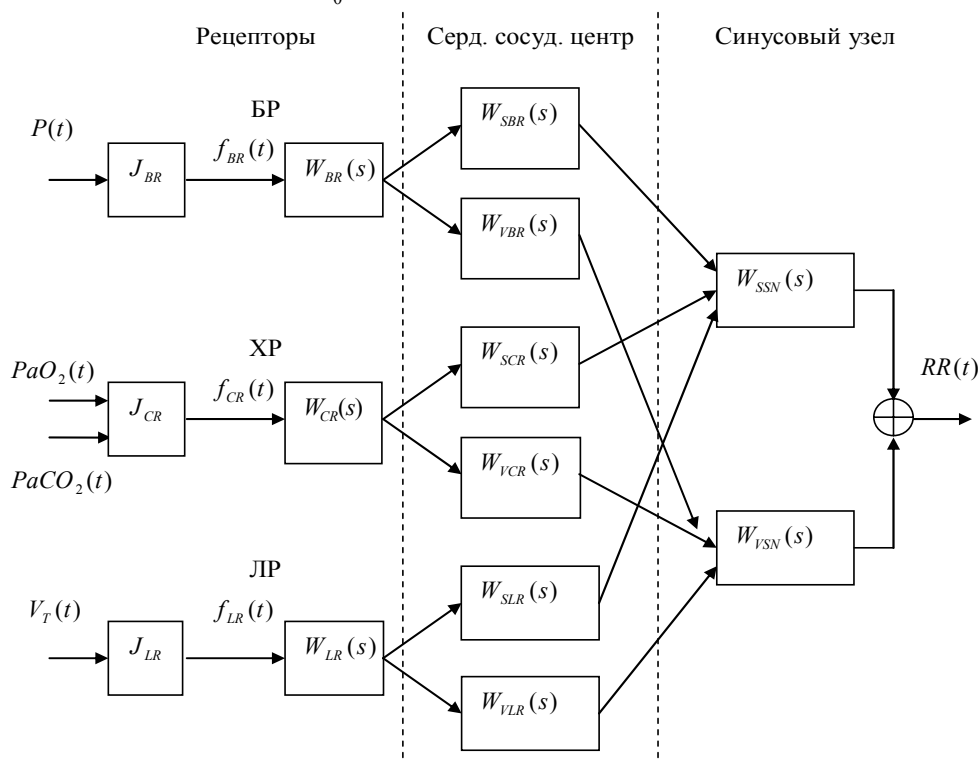 0
Рецепторы
Серд. сосуд. центр
Синусовый узел
P(t)
J_BR
БР
f_BR(t)
W_BR(s)
W_SBR(s)
W_VBR(s)
PaO_2(t)
PaCO_2(t)
J_CR
ХР
f_CR(t)
W_CR(s)
W_SCR(s)
W_VCR(s)
V_T(t)
J_LR
ЛР
f_LR(t)
W_LR(s)
W_SLR(s)
W_VLR(s)
W_SSN(s)
W_VSN(s)
RR(t)